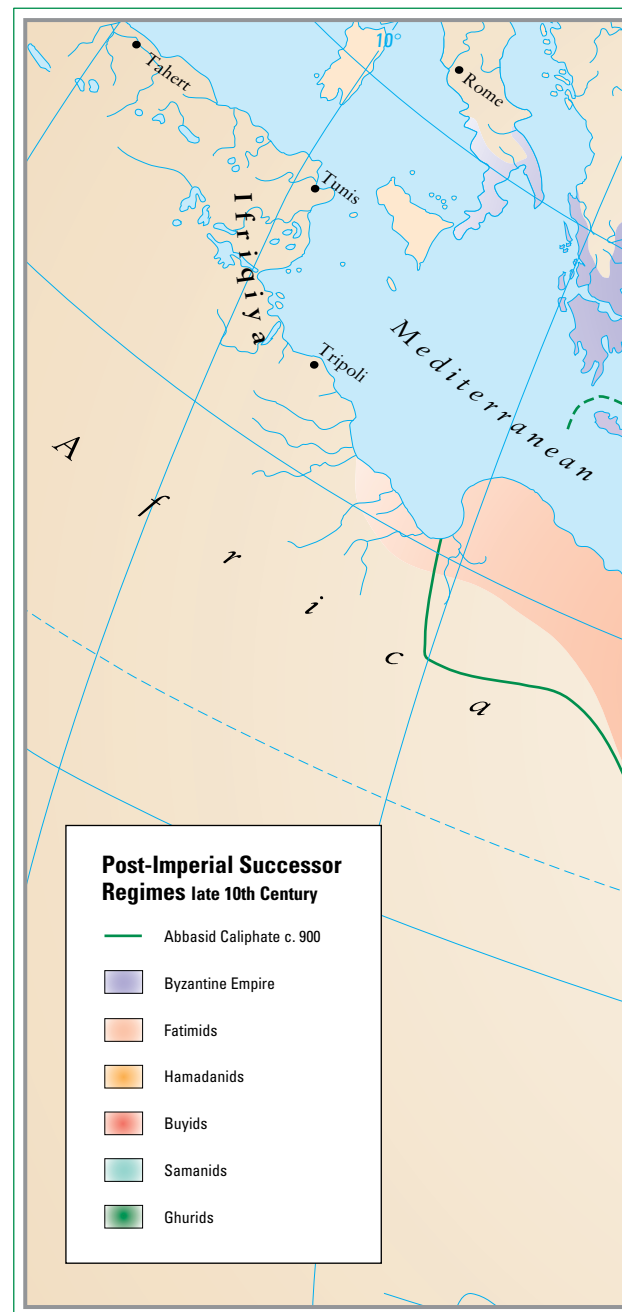 10°
Tahert
Rome
Tunis
Ifriqiya
Mediterranean
Tripoli
Africa
Post-Imperial Successor
Regimes late 10th Century
Abbasid Caliphate c. 900
Byzantine Empire
Fatimids
Hamadanids
Buyids
Samanids
Ghurids